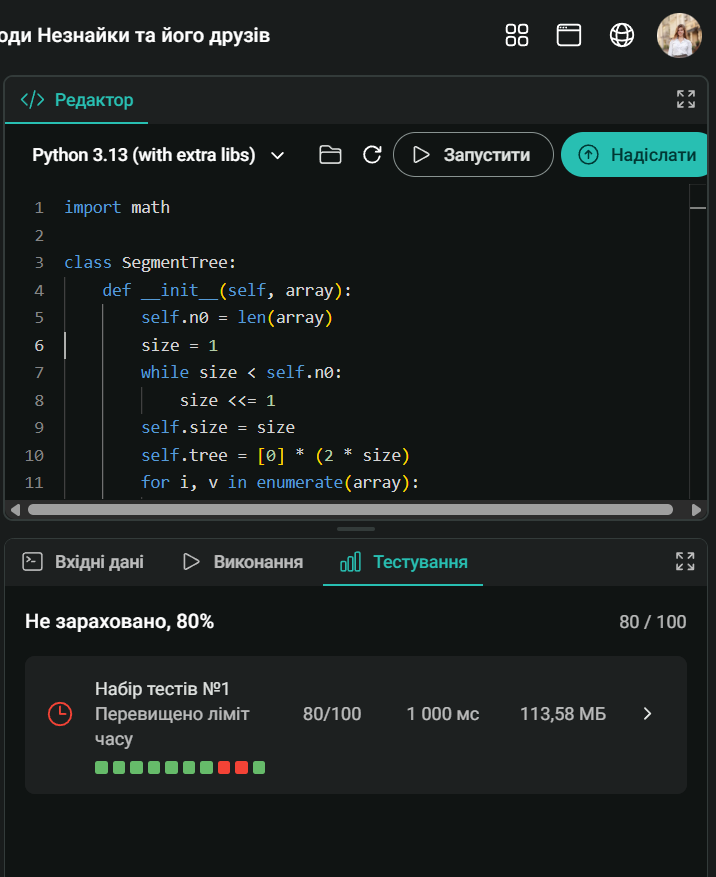 оди Незнайки та його друзів
</> Редактор
Python 3.13 (with extra libs) Запустити Надіслати
1 import math
2
3 class SegmentTree:
4 def __init__(self, array):
5 self.n0 = len(array)
6 size = 1
7 while size < self.n0:
8 size <<= 1
9 self.size = size
10 self.tree = [0] * (2 * size)
11 for i, v in enumerate(array):
Вхідні дані Виконання Тестування
Не зараховано, 80% 80 / 100
Набір тестів №1
Перевищено ліміт 80/100 1 000 мс 113,58 МБ
часу